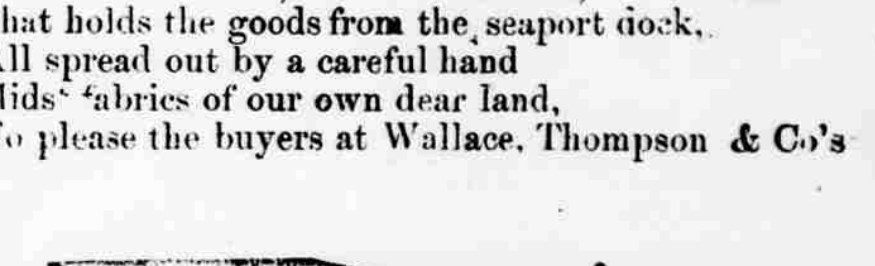 hat holds the goods from the seaport dock,
ll spread out by a careful hand
lids' fabrics of our own dear land,
o please the buyers at Wallace, Thompson & Co's